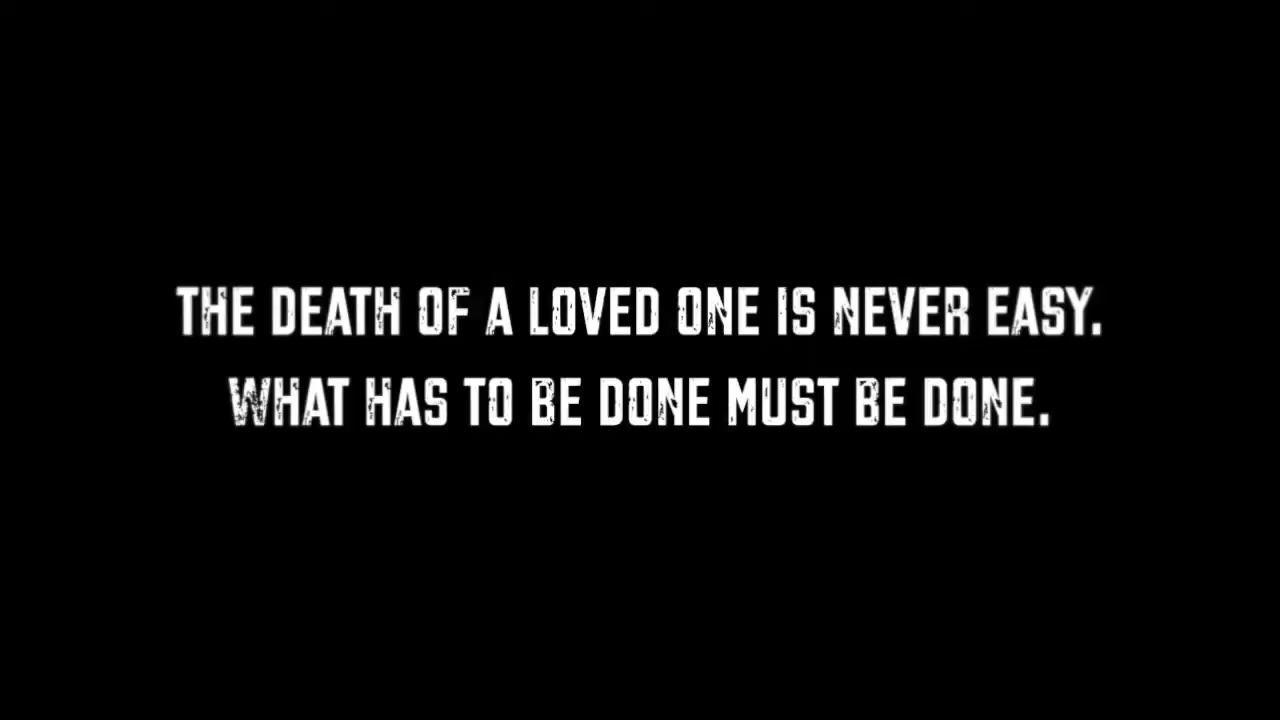 THE DEATH OF A LOVED ONE IS NEVER EASY.
WHAT HAS TO BE DONE MUST BE DONE.